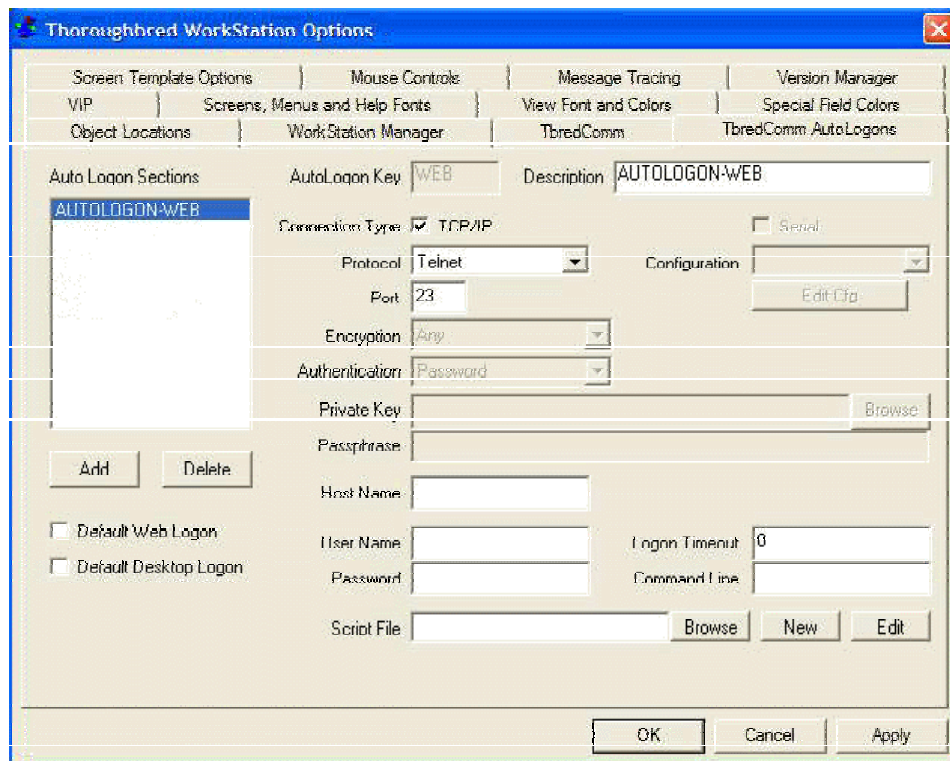 Thoroughbred WorkStation Options
Screen Template Options Mouse Controls Message Tracing Version Manager
VIP Screens, Menus and Help Fonts View Font and Colors Special Field Colors
Object Locations WorkStation Manager TbredComm TbredComm AutoLogons
Auto Logon Sections AutoLogon Key WEB Description AUTOLOGON-WEB
AUTOLOGON-WEB
Connection Type TCP/IP Serial
Protocol Telnet Configuration
Port 23 Edit Cfg
Encryption Any
Authentication Password
Private Key Browse
Passphrase
Add Delete
Host Name
Default Web Logon
User Name Logon Timeout 0
Default Desktop Logon
Password Command Line
Script File Browse New Edit
OK Cancel Apply